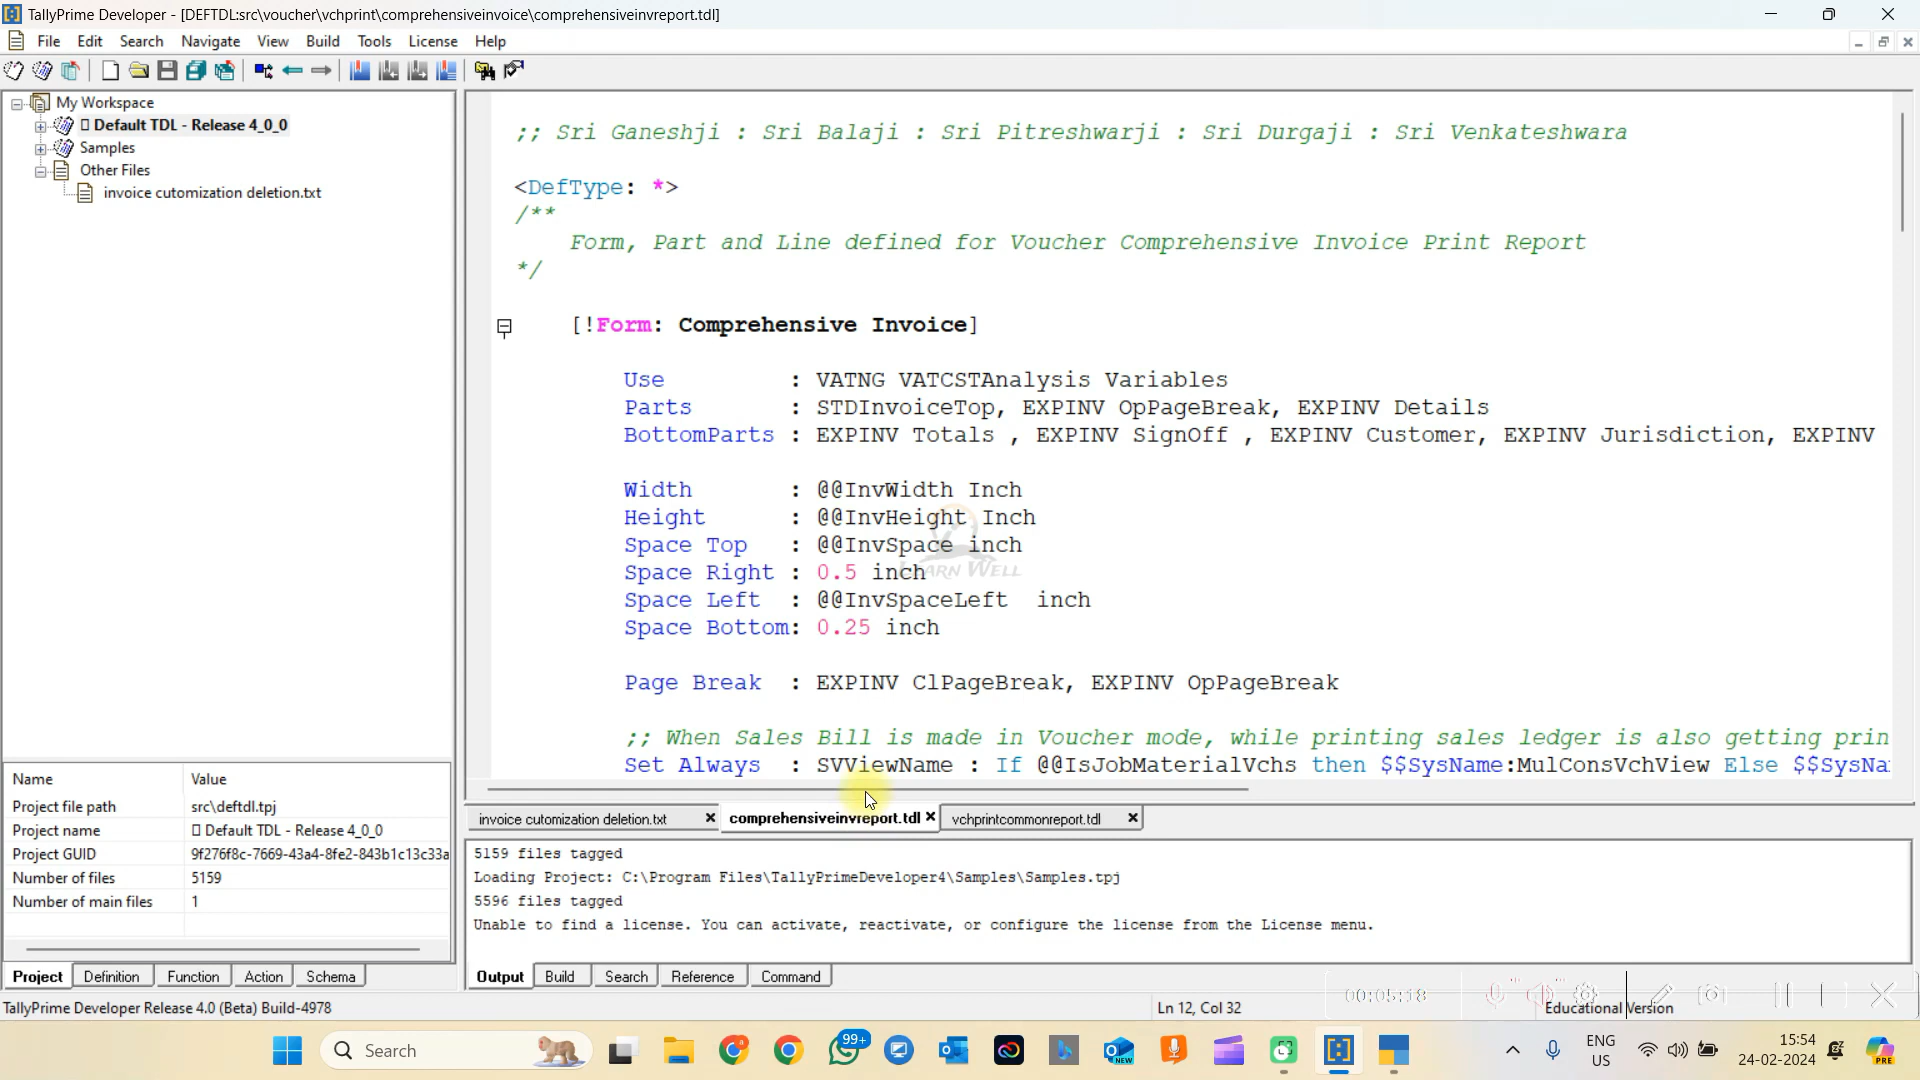 TallyPrime Developer - [DEFTDL:src\voucher\vchprint\comprehensiveinvoice\comprehensiveinvreport.tdl]
File Edit Search Navigate View Build Tools License Help
My Workspace
Default TDL - Release 4_0_0
Samples
Other Files
invoice cutomization deletion.txt
;; Sri Ganeshji : Sri Balaji : Sri Pitreshwarji : Sri Durgaji : Sri Venkateshwara
<DefType: *>
/**
Form, Part and Line defined for Voucher Comprehensive Invoice Print Report
*/
[!Form: Comprehensive Invoice]
Use : VATNG VATCSTAnalysis Variables
Parts : STDInvoiceTop, EXPINV OpPageBreak, EXPINV Details
BottomParts : EXPINV Totals , EXPINV SignOff , EXPINV Customer, EXPINV Jurisdiction, EXPINV
Width : @@InvWidth Inch
Height : @@InvHeight Inch
Space Top : @@InvSpace inch
Space Right : 0.5 inch
Space Left : @@InvSpaceLeft inch
Space Bottom: 0.25 inch
LEARN WELL
Page Break : EXPINV ClPageBreak, EXPINV OpPageBreak
;; When Sales Bill is made in Voucher mode, while printing sales ledger is also getting prin
Set Always : SVViewName : If @@IsJobMaterialVchs then $$SysName:MulConsVchView Else $$SysNa
Name Value
Project file path src\deftdl.tpj
Project name Default TDL - Release 4_0_0
Project GUID 9f276f8c-7669-43a4-8fe2-843b1c13c33a
Number of files 5159
Number of main files 1
Project Definition Function Action Schema
invoice cutomization deletion.txt comprehensiveinvreport.tdl vchprintcommonreport.tdl
5159 files tagged
Loading Project: C:\Program Files\TallyPrimeDeveloper4\Samples\Samples.tpj
5596 files tagged
Unable to find a license. You can activate, reactivate, or configure the license from the License menu.
Output Build Search Reference Command
00:05:18
TallyPrime Developer Release 4.0 (Beta) Build-4978 Ln 12, Col 32 Educational Version
Search
99+
NEW
ENG
US
15:54
24-02-2024
PRE